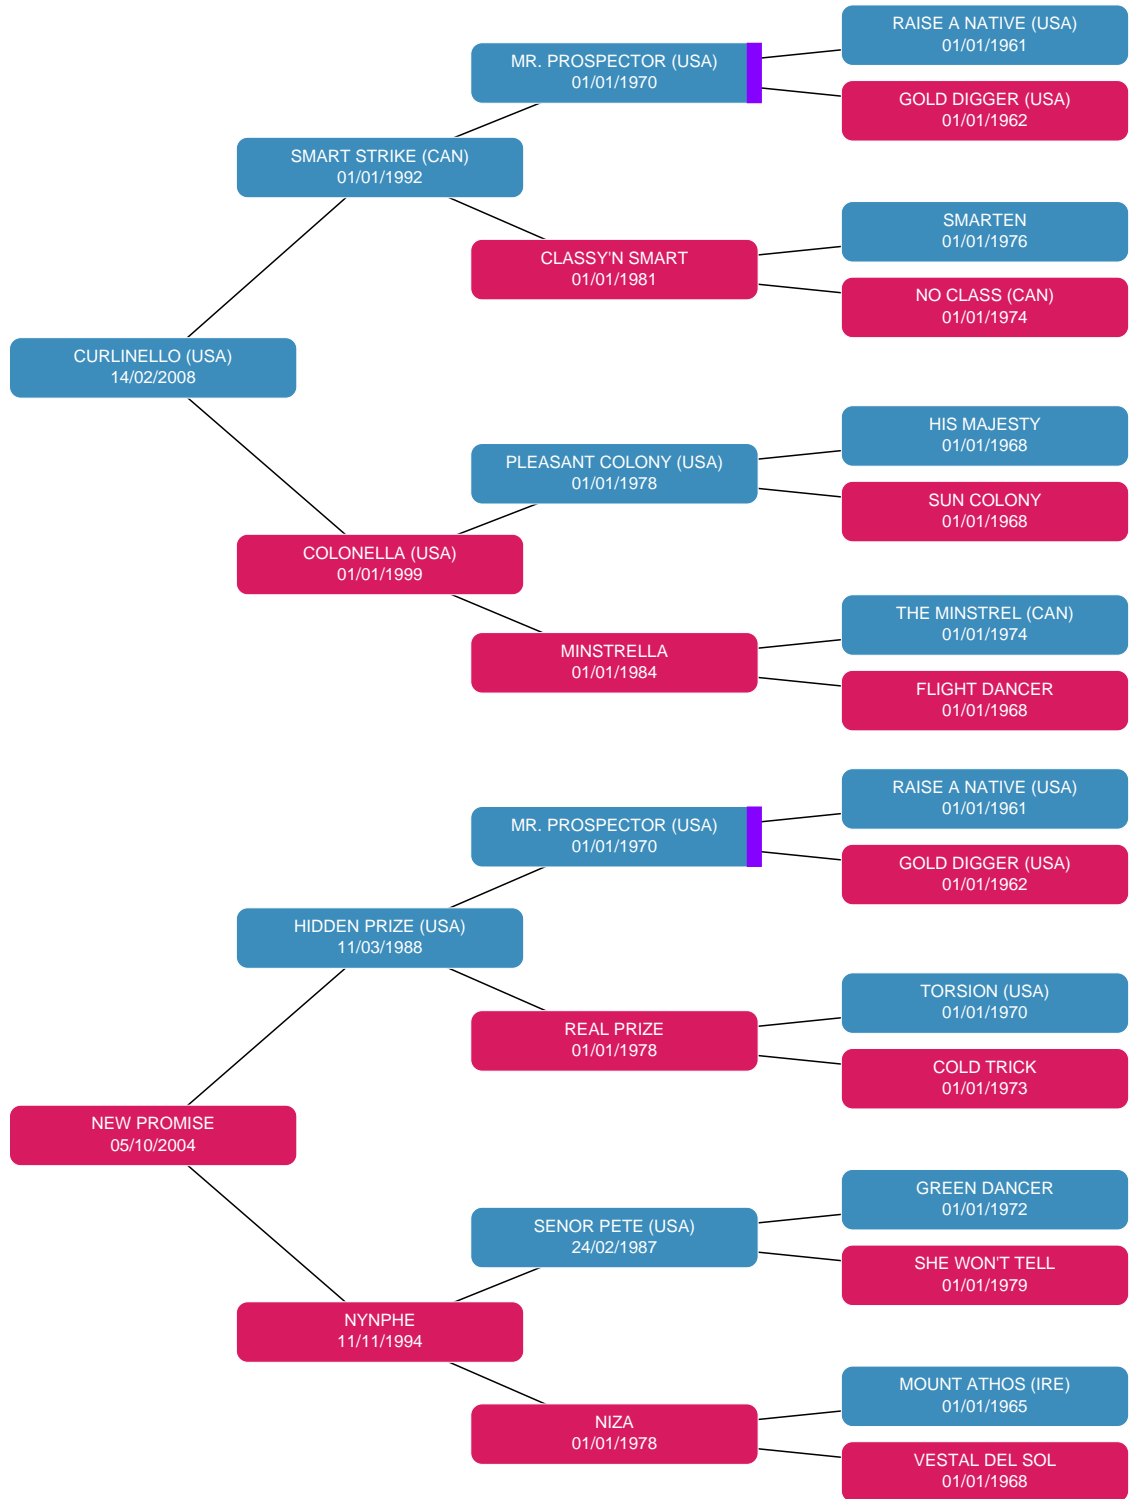 RAISE A NATIVE (USA)
01/01/1961
MR. PROSPECTOR (USA)
01/01/1970
GOLD DIGGER (USA)
01/01/1962
SMART STRIKE (CAN)
01/01/1992
SMARTEN
01/01/1976
CLASSY'N SMART
01/01/1981
NO CLASS (CAN)
01/01/1974
CURLINELLO (USA)
14/02/2008
HIS MAJESTY
01/01/1968
PLEASANT COLONY (USA)
01/01/1978
SUN COLONY
01/01/1968
COLONELLA (USA)
01/01/1999
THE MINSTREL (CAN)
01/01/1974
MINSTRELLA
01/01/1984
FLIGHT DANCER
01/01/1968
RAISE A NATIVE (USA)
01/01/1961
MR. PROSPECTOR (USA)
01/01/1970
GOLD DIGGER (USA)
01/01/1962
HIDDEN PRIZE (USA)
11/03/1988
TORSION (USA)
01/01/1970
REAL PRIZE
01/01/1978
COLD TRICK
01/01/1973
NEW PROMISE
05/10/2004
GREEN DANCER
01/01/1972
SENOR PETE (USA)
24/02/1987
SHE WON'T TELL
01/01/1979
NYNPHE
11/11/1994
MOUNT ATHOS (IRE)
01/01/1965
NIZA
01/01/1978
VESTAL DEL SOL
01/01/1968